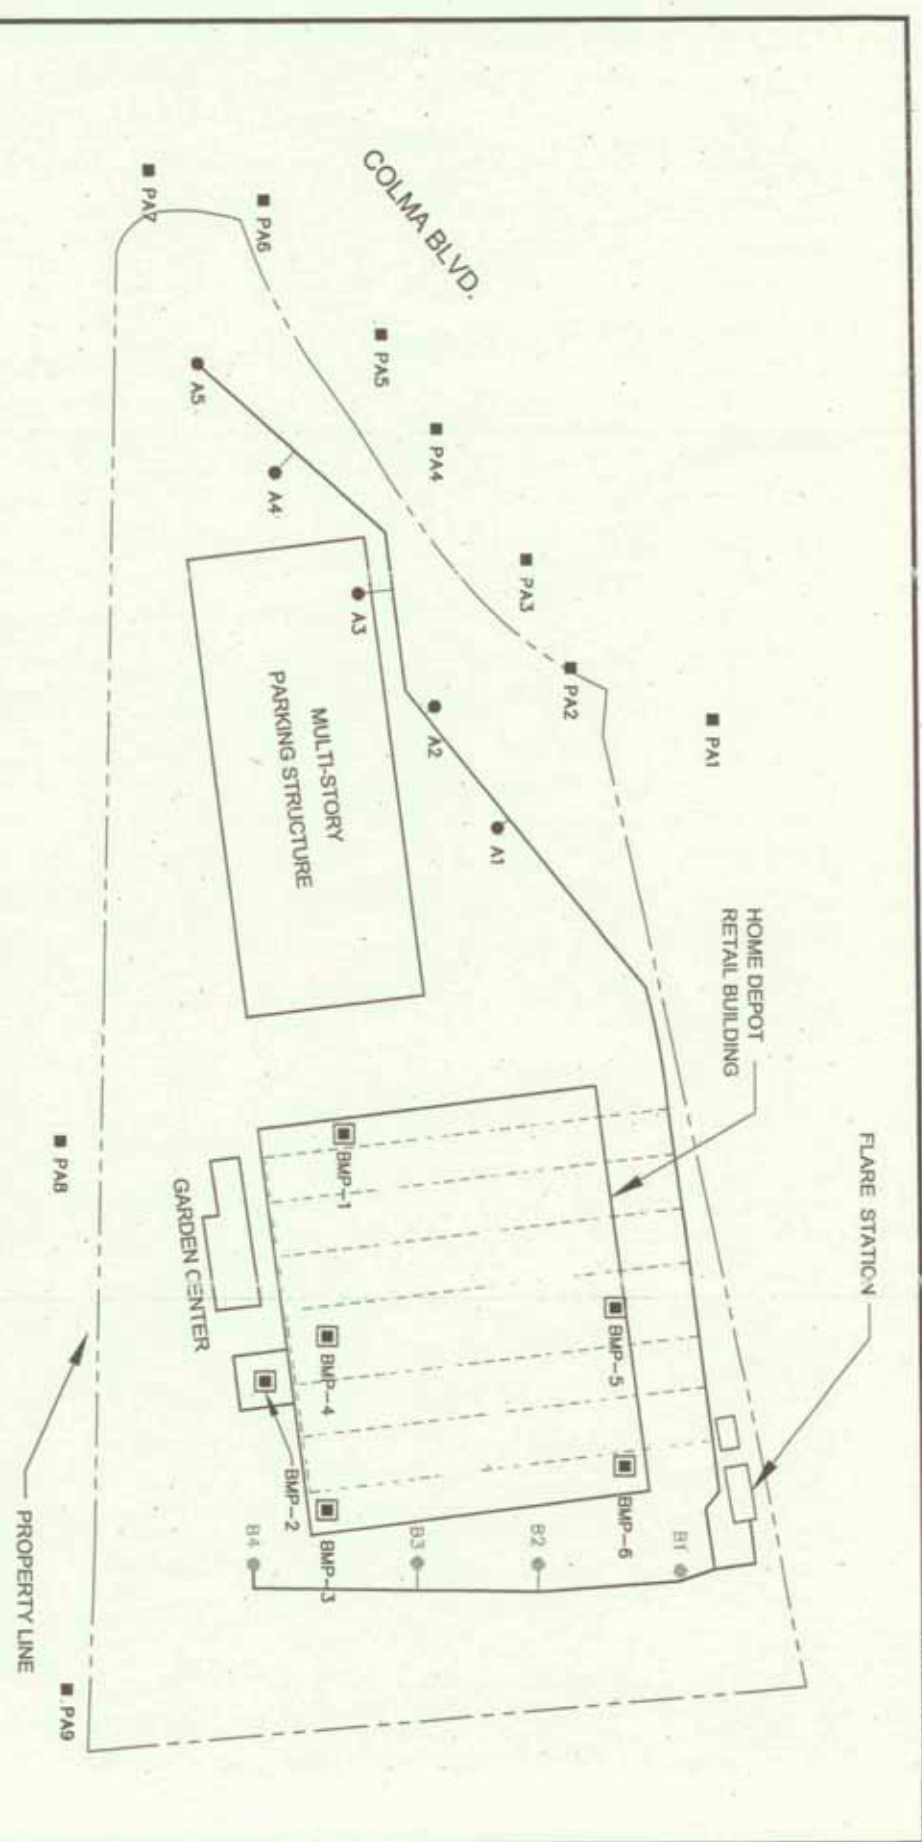 COLMA BLVD.
PA7
PA6
PA5
PA4
PA3
PA2
PA1
A5
A4
A3
A2
A1
MULTI-STORY
PARKING STRUCTURE
HOME DEPOT
RETAIL BUILDING
FLARE STATION
PA8
GARDEN CENTER
BMP-1
BMP-4
BMP-5
BMP-2
BMP-3
BMP-6
B4
B3
B2
B1
PROPERTY LINE
PA9